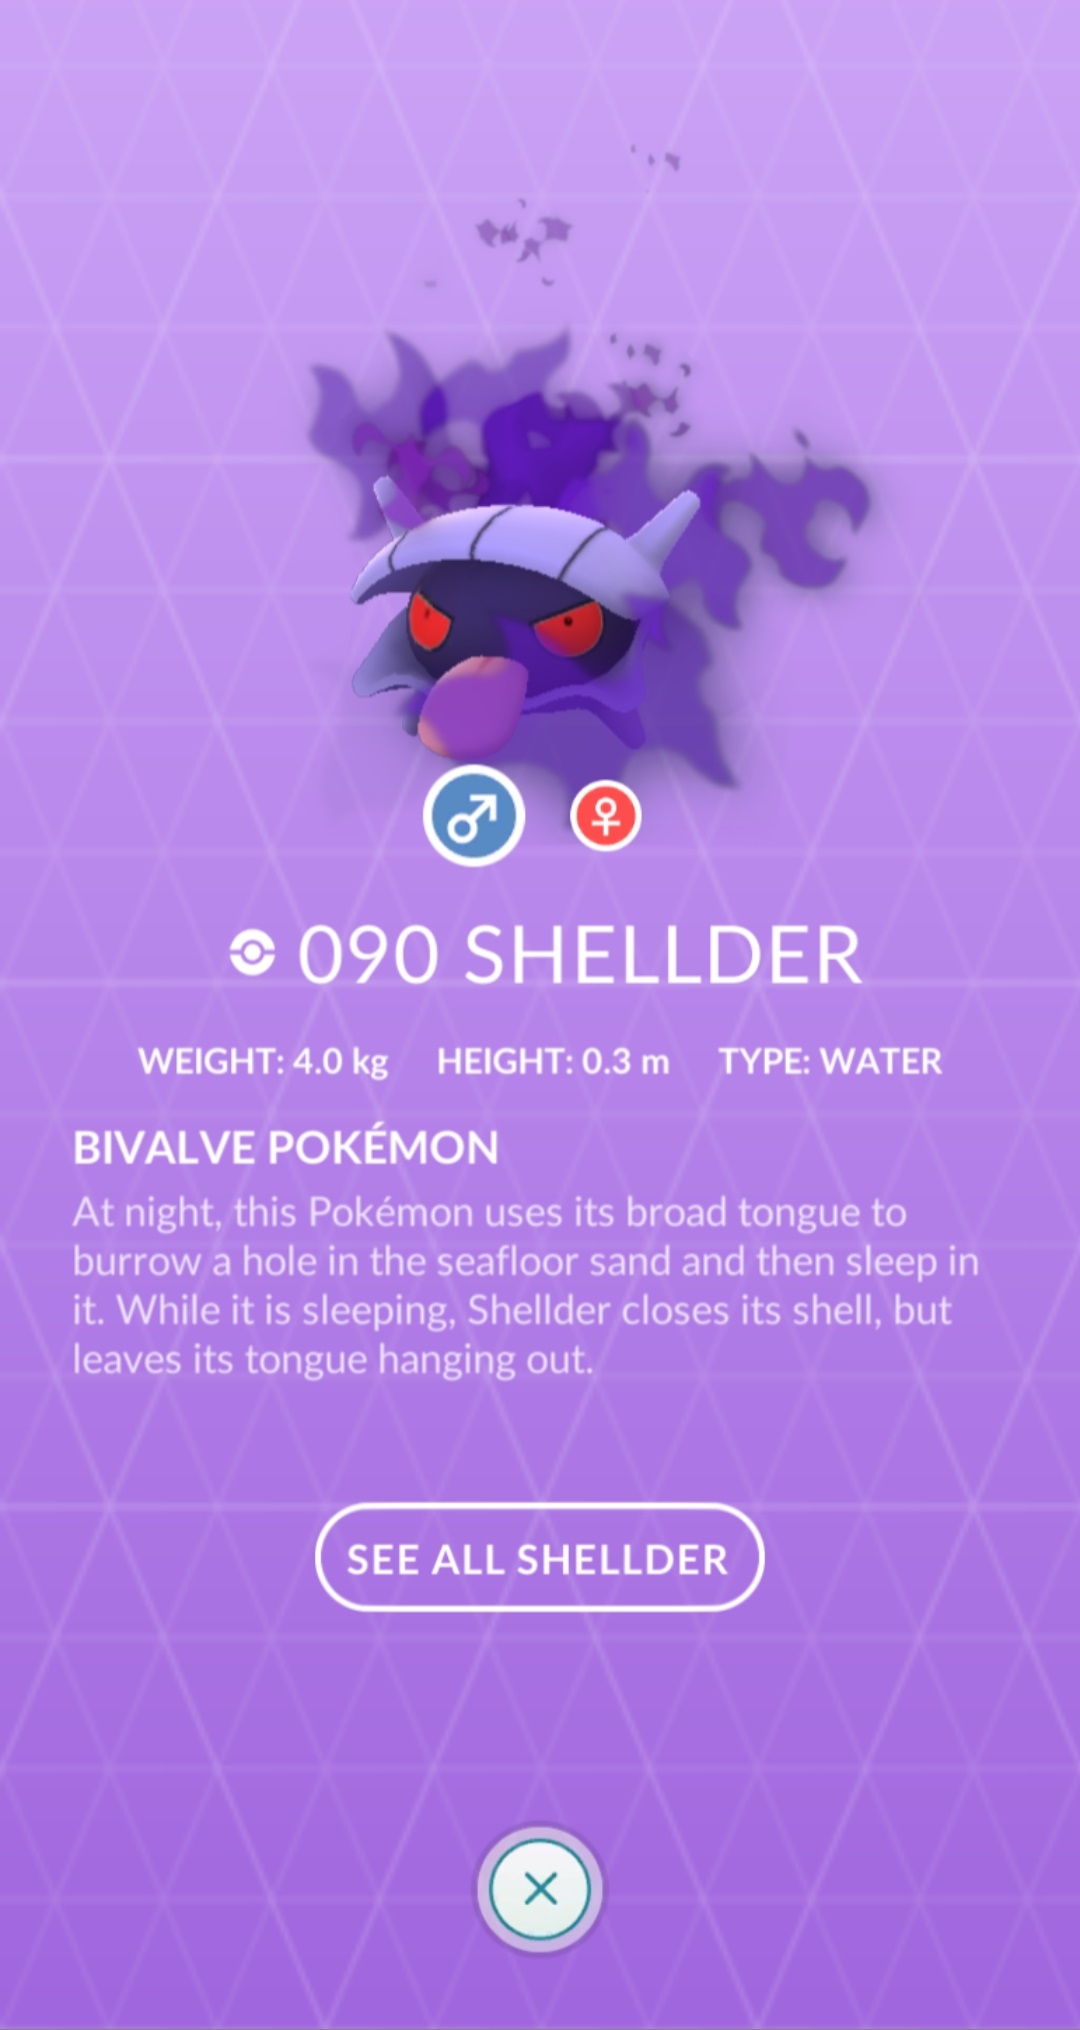 090 SHELLDER
WEIGHT: 4.0 kg HEIGHT: 0.3 m TYPE: WATER
BIVALVE POKÉMON
At night, this Pokémon uses its broad tongue to
burrow a hole in the seafloor sand and then sleep in
it. While it is sleeping, Shellder closes its shell, but
leaves its tongue hanging out.
SEE ALL SHELLDER